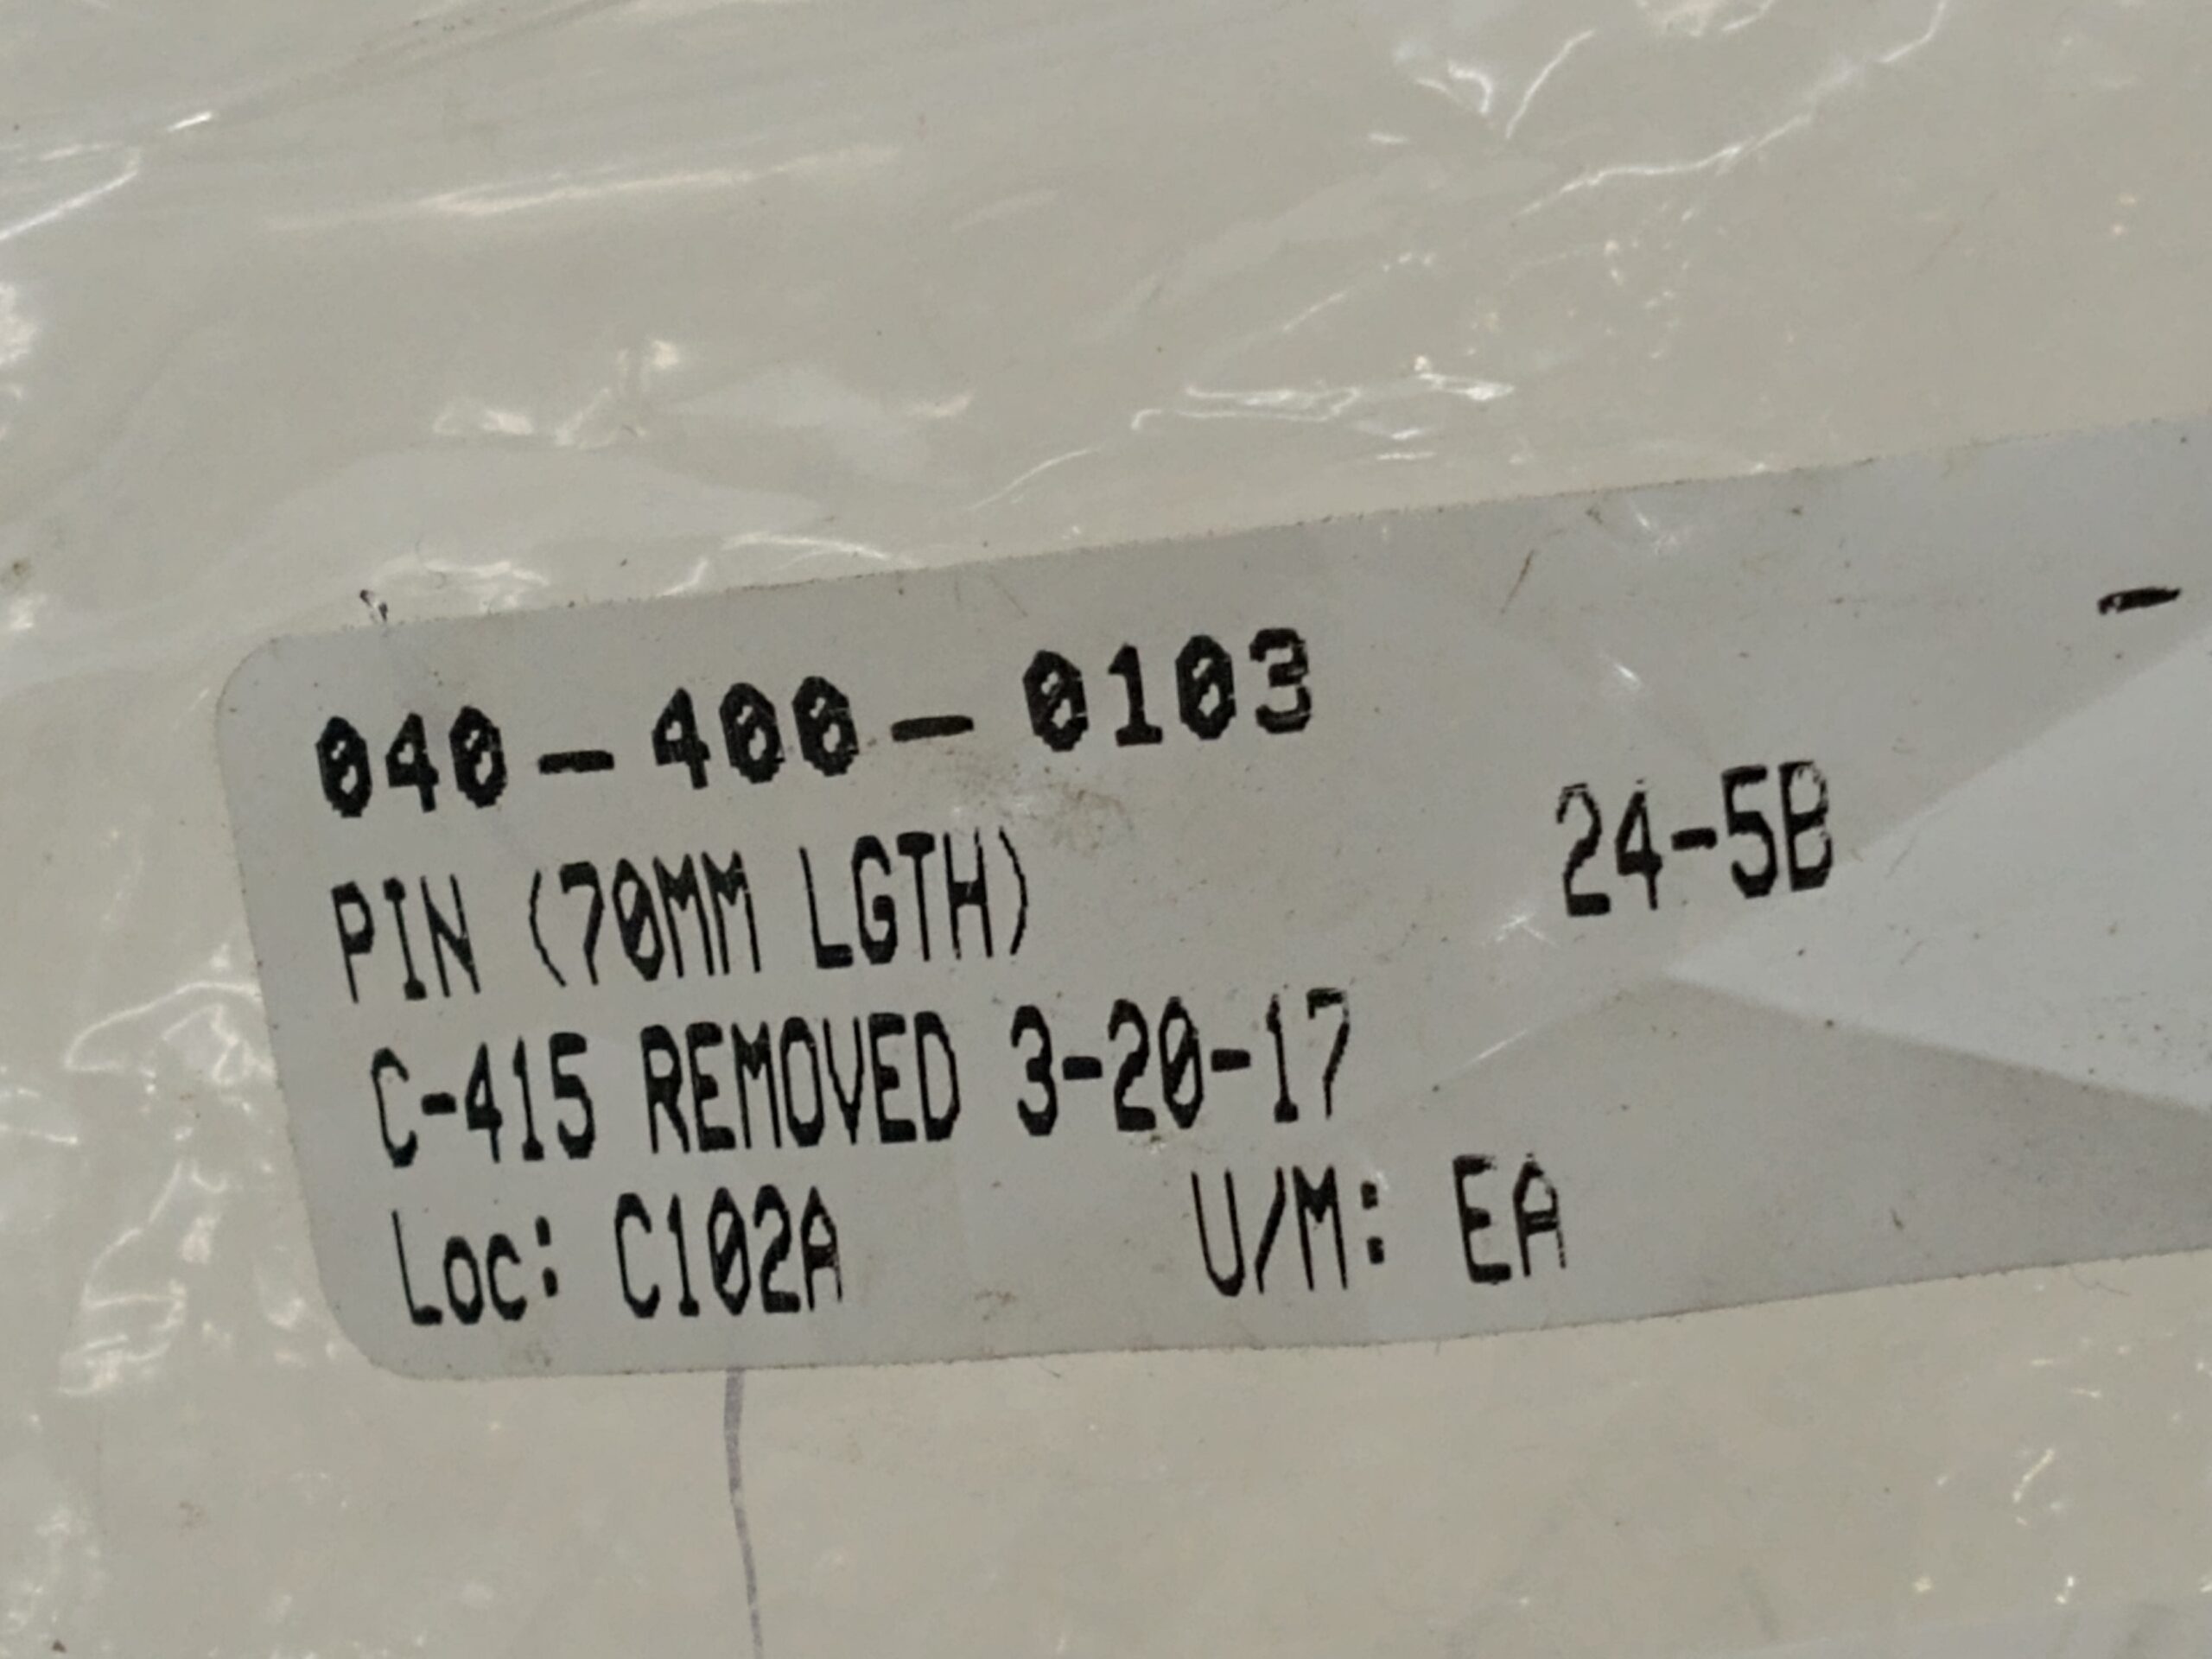 040-400-0103
24-5B
PIN (70MM LGTH)
C-415 REMOVED 3-20-17
Loc: C102A U/M: EA